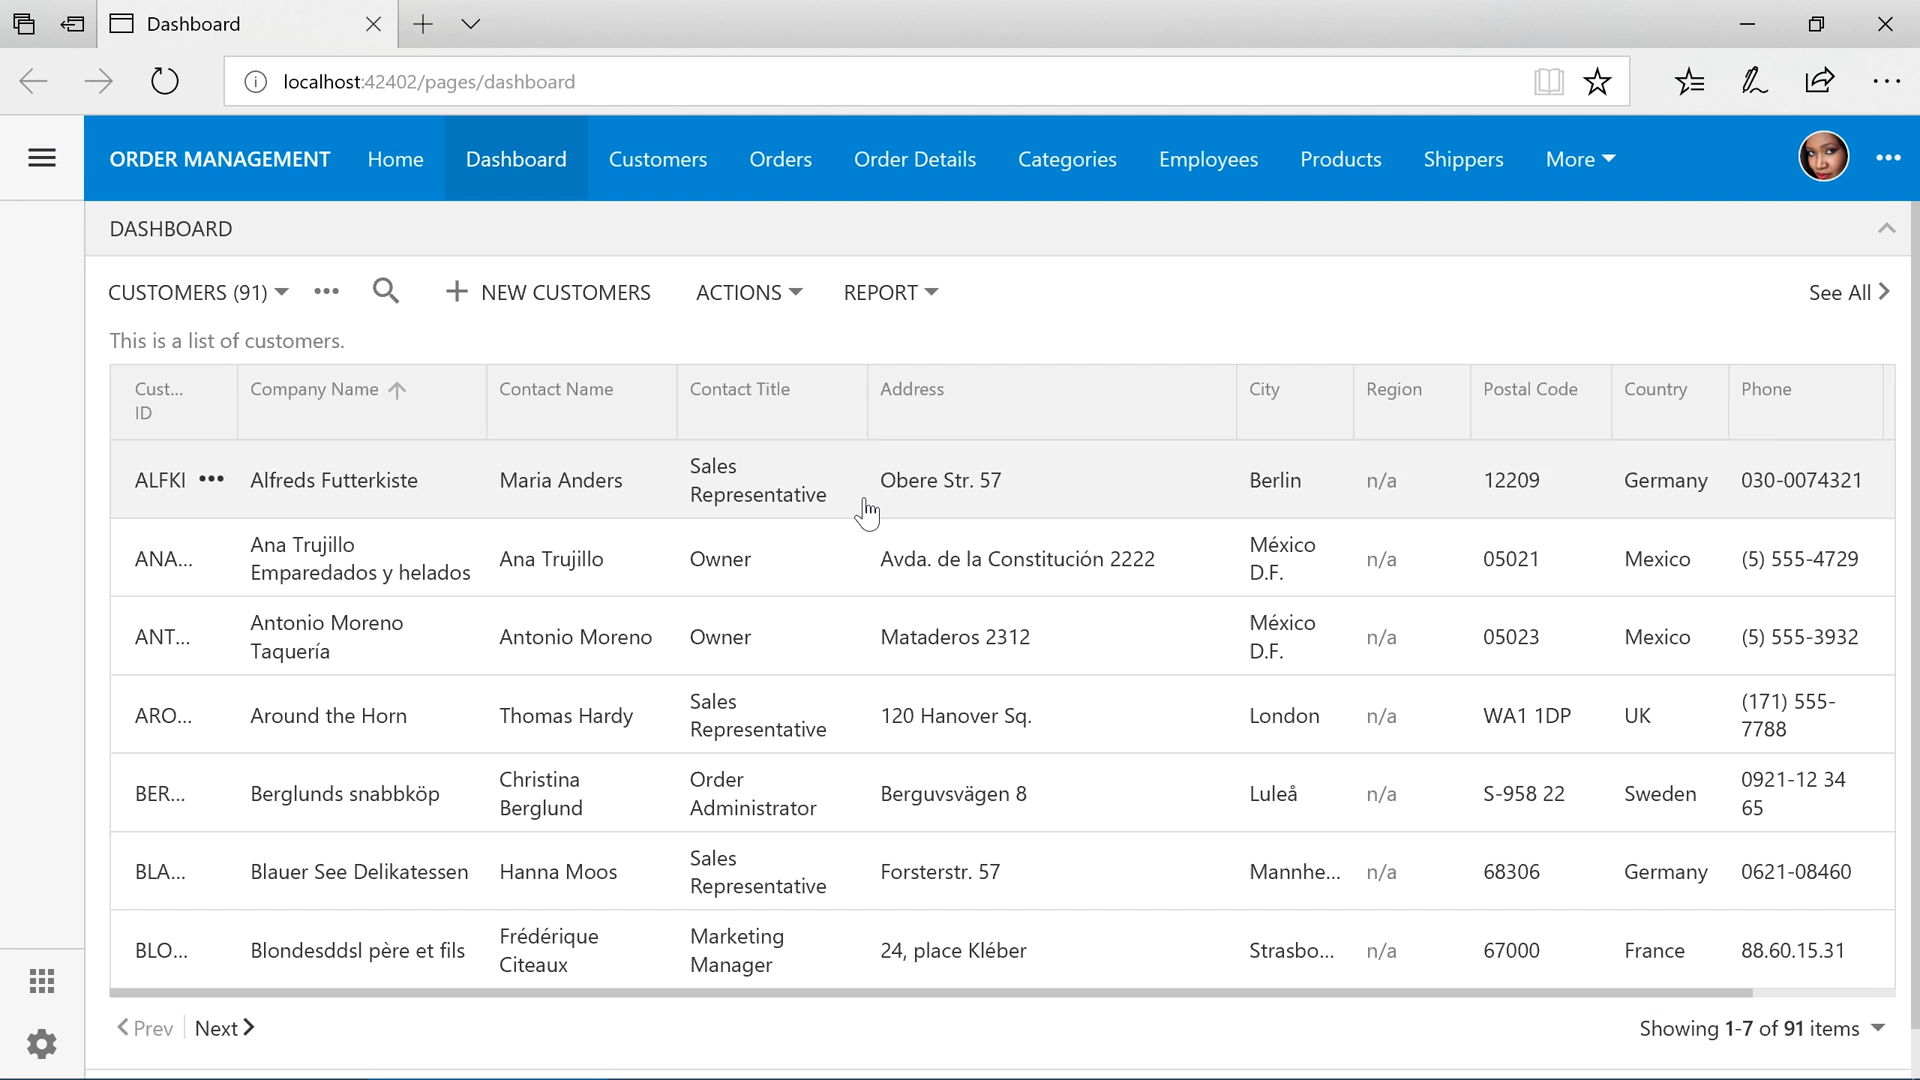 Dashboard
localhost:42402/pages/dashboard
ORDER MANAGEMENT Home Dashboard Customers Orders Order Details Categories Employees Products Shippers More
DASHBOARD
CUSTOMERS (91) NEW CUSTOMERS ACTIONS REPORT See All
This is a list of customers.
Cust... ID Company Name Contact Name Contact Title Address City Region Postal Code Country Phone
ALFKI Alfreds Futterkiste Maria Anders Sales Representative Obere Str. 57 Berlin n/a 12209 Germany 030-0074321
ANA... Ana Trujillo Emparedados y helados Ana Trujillo Owner Avda. de la Constitución 2222 México D.F. n/a 05021 Mexico (5) 555-4729
ANT... Antonio Moreno Taquería Antonio Moreno Owner Mataderos 2312 México D.F. n/a 05023 Mexico (5) 555-3932
ARO... Around the Horn Thomas Hardy Sales Representative 120 Hanover Sq. London n/a WA1 1DP UK (171) 555-7788
BER... Berglunds snabbköp Christina Berglund Order Administrator Berguvsvägen 8 Luleå n/a S-958 22 Sweden 0921-12 34 65
BLA... Blauer See Delikatessen Hanna Moos Sales Representative Forsterstr. 57 Mannhe... n/a 68306 Germany 0621-08460
BLO... Blondesddsl père et fils Frédérique Citeaux Marketing Manager 24, place Kléber Strasbo... n/a 67000 France 88.60.15.31
Prev Next Showing 1-7 of 91 items